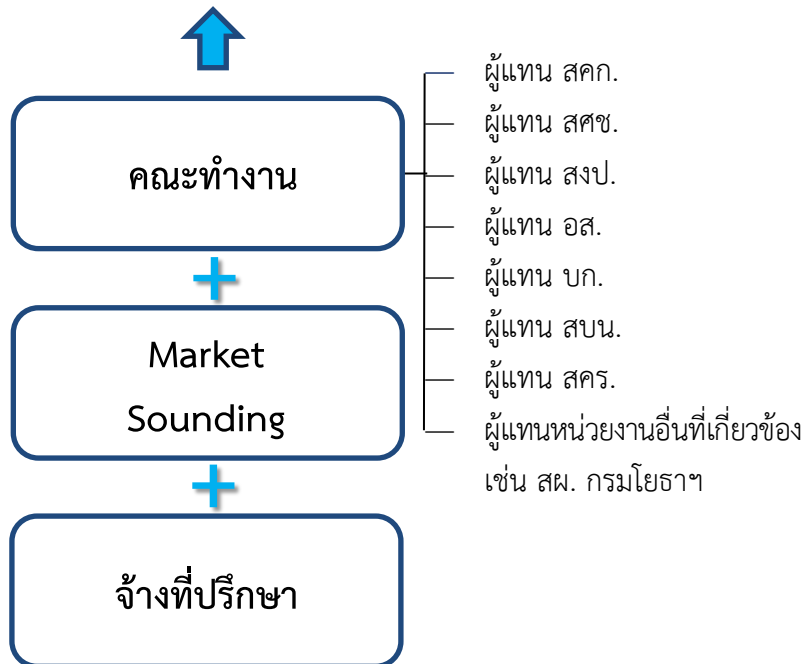 คณะทำงาน
ผู้แทน สคก.
ผู้แทน สศช.
ผู้แทน สงป.
ผู้แทน อส.
ผู้แทน บก.
ผู้แทน สบน.
ผู้แทน สคร.
ผู้แทนหน่วยงานอื่นที่เกี่ยวข้อง
เช่น สผ. กรมโยธาฯ
+
Market
Sounding
+
จ้างที่ปรึกษา